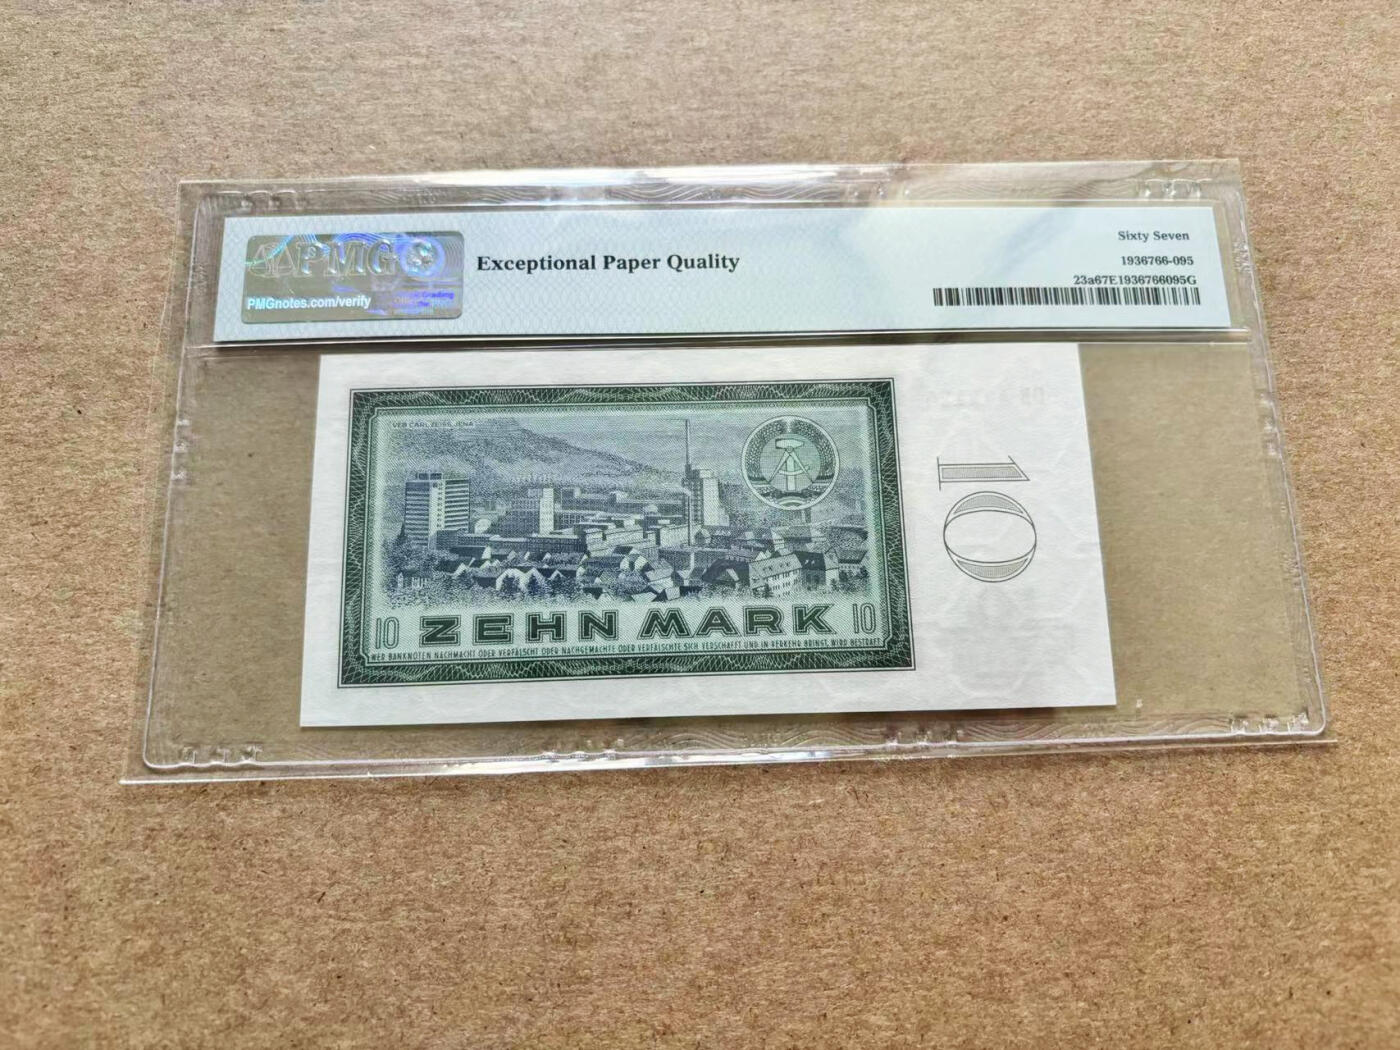 PMG
PMGnotes.com/verify
Exceptional Paper Quality
Sixty Seven
1936766-095
23a67E1936766095G
VEB CARL ZEISS JENA
10
10 ZEHN MARK 10
WER BANKNOTEN NACHMACHT ODER VERFÄLSCHT ODER NACHGEMACHTE ODER VERFÄLSCHTE SICH VERSCHAFFT UND IN VERKEHR BRINGT, WIRD BESTRAFT